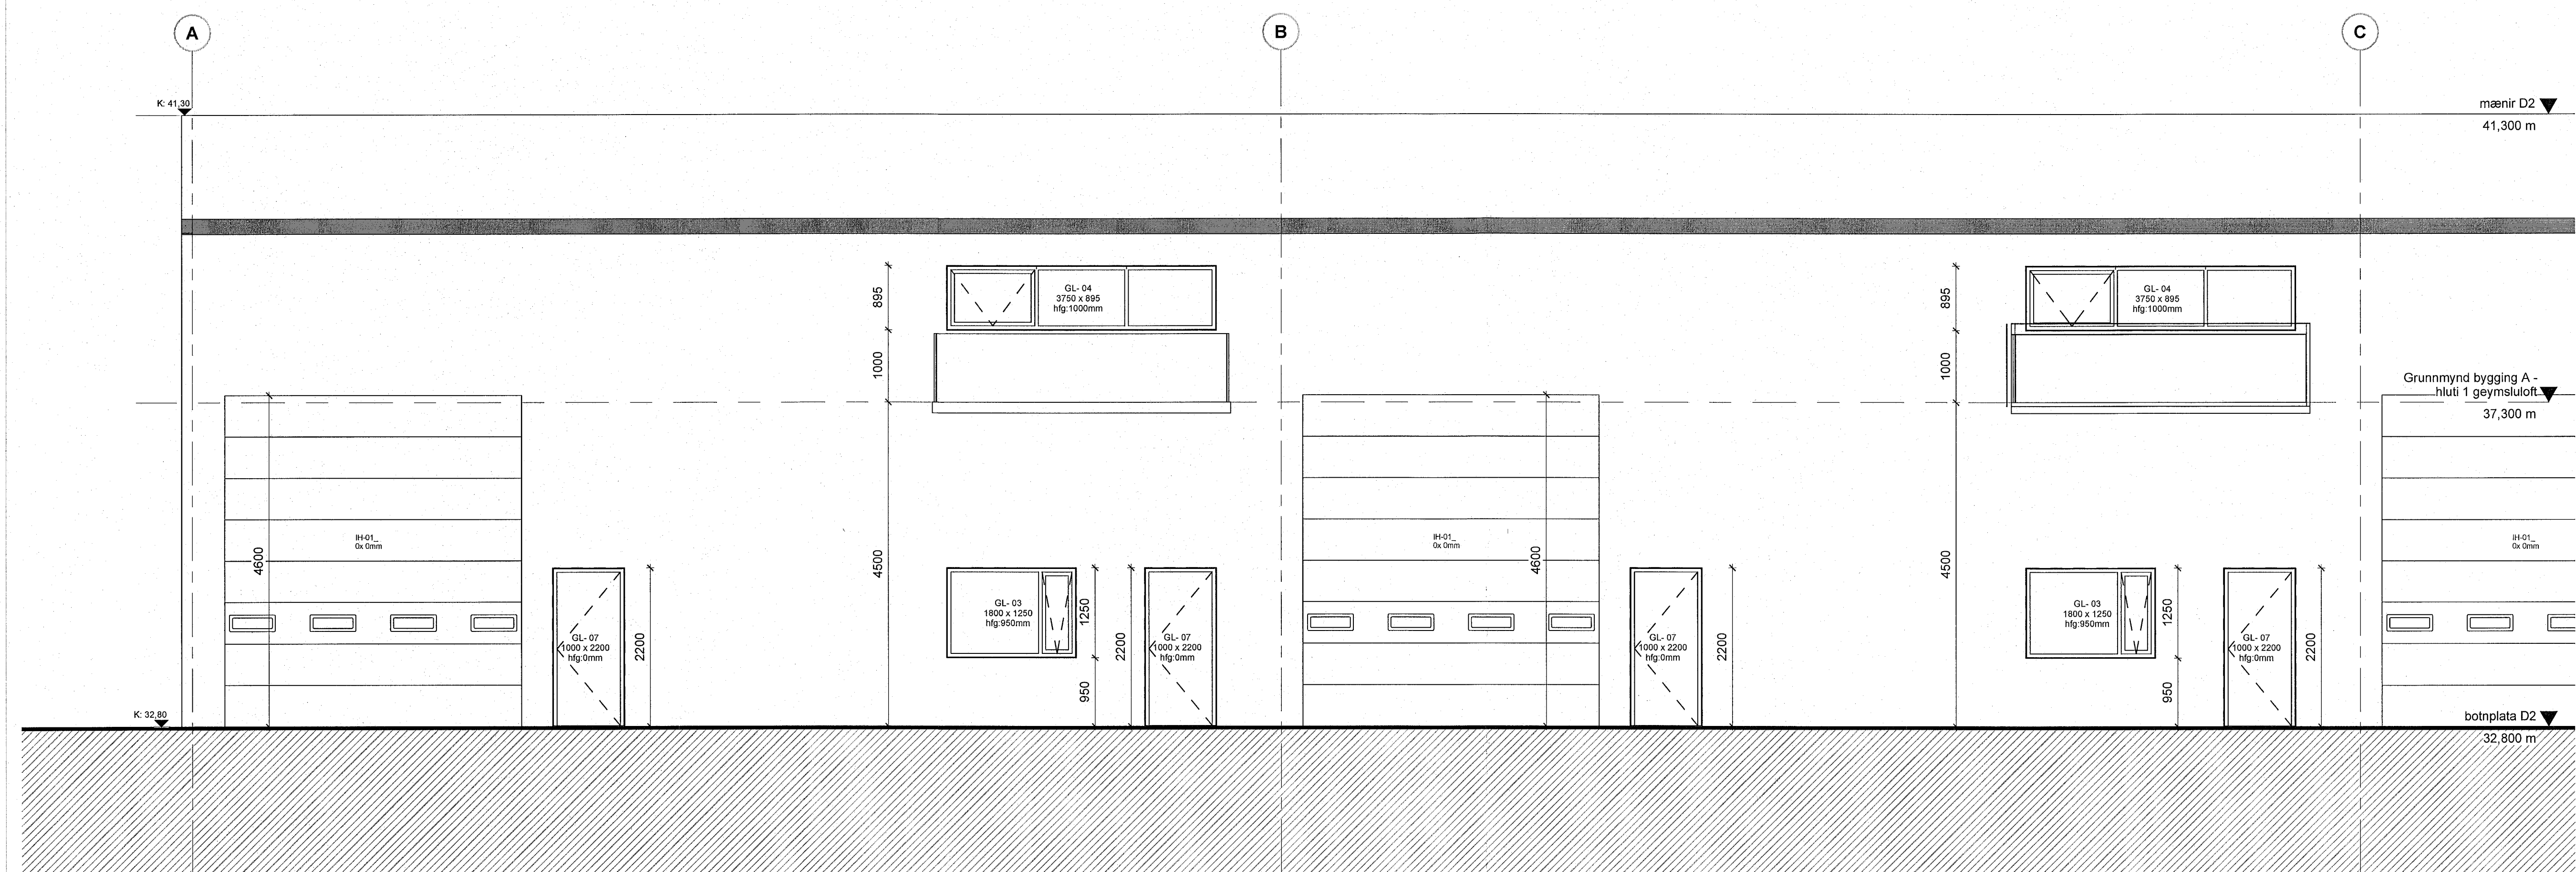 A
B
C
K: 41,30
mænir D2
41,300 m
895
GL- 04
3750 x 895
hfg:1000mm
1000
895
GL- 04
3750 x 895
hfg:1000mm
1000
Grunnmynd bygging A -
hluti 1 geymsluloft
37,300 m
4600
IH-01_
0x 0mm
GL- 07
1000 x 2200
hfg:0mm
2200
4500
GL- 03
1800 x 1250
hfg:950mm
1250
950
2200
GL- 07
1000 x 2200
hfg:0mm
IH-01_
0x 0mm
4600
GL- 07
1000 x 2200
hfg:0mm
2200
4500
GL- 03
1800 x 1250
hfg:950mm
1250
950
GL- 07
1000 x 2200
hfg:0mm
2200
IH-01_
0x 0mm
K: 32,80
botnplata D2
32,800 m